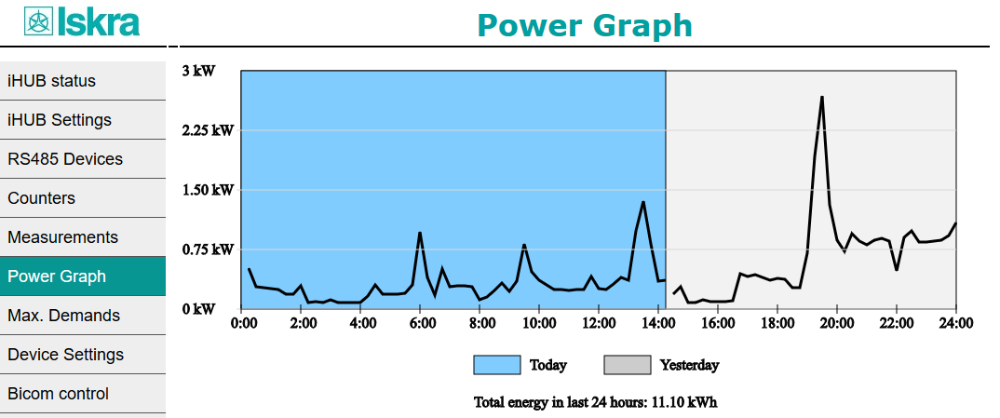 Iskra
Power Graph
iHUB status
iHUB Settings
RS485 Devices
Counters
Measurements
Power Graph
Max. Demands
Device Settings
Bicom control
3 kW
2.25 kW
1.50 kW
0.75 kW
0 kW
0:00 2:00 4:00 6:00 8:00 10:00 12:00 14:00 16:00 18:00 20:00 22:00 24:00
Today Yesterday
Total energy in last 24 hours: 11.10 kWh